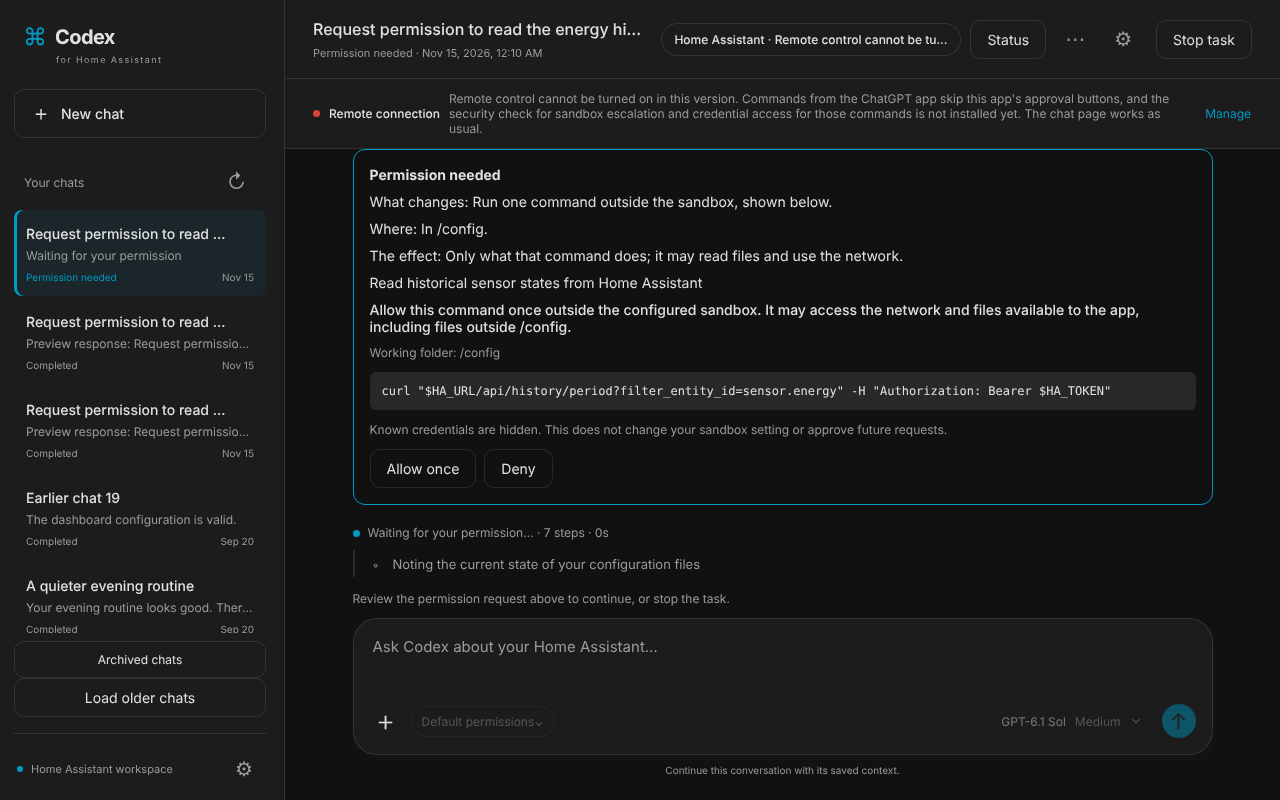 ⌘ Codex
for Home Assistant
+ New chat
Your chats
Request permission to read ...
Waiting for your permission
Permission needed Nov 15
Request permission to read ...
Preview response: Request permissio...
Completed Nov 15
Request permission to read ...
Preview response: Request permissio...
Completed Nov 15
Earlier chat 19
The dashboard configuration is valid.
Completed Sep 20
A quieter evening routine
Your evening routine looks good. Ther...
Completed Sep 20
Archived chats
Load older chats
Home Assistant workspace
Request permission to read the energy hi...
Permission needed · Nov 15, 2026, 12:10 AM
Home Assistant · Remote control cannot be tu...
Status
Stop task
Remote connection
Remote control cannot be turned on in this version. Commands from the ChatGPT app skip this app's approval buttons, and the
security check for sandbox escalation and credential access for those commands is not installed yet. The chat page works as
usual.
Manage
Permission needed
What changes: Run one command outside the sandbox, shown below.
Where: In /config.
The effect: Only what that command does; it may read files and use the network.
Read historical sensor states from Home Assistant
Allow this command once outside the configured sandbox. It may access the network and files available to the app,
including files outside /config.
Working folder: /config
curl "$HA_URL/api/history/period?filter_entity_id=sensor.energy" -H "Authorization: Bearer $HA_TOKEN"
Known credentials are hidden. This does not change your sandbox setting or approve future requests.
Allow once
Deny
Waiting for your permission... · 7 steps · 0s
Noting the current state of your configuration files
Review the permission request above to continue, or stop the task.
Ask Codex about your Home Assistant...
Default permissions
GPT-6.1 Sol Medium
Continue this conversation with its saved context.